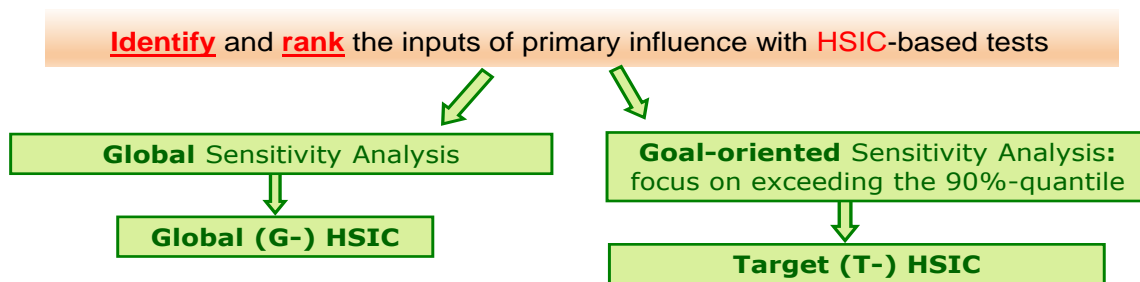 Identify and rank the inputs of primary influence with HSIC-based tests
Global Sensitivity Analysis
Global (G-) HSIC
Goal-oriented Sensitivity Analysis:
focus on exceeding the 90%-quantile
Target (T-) HSIC